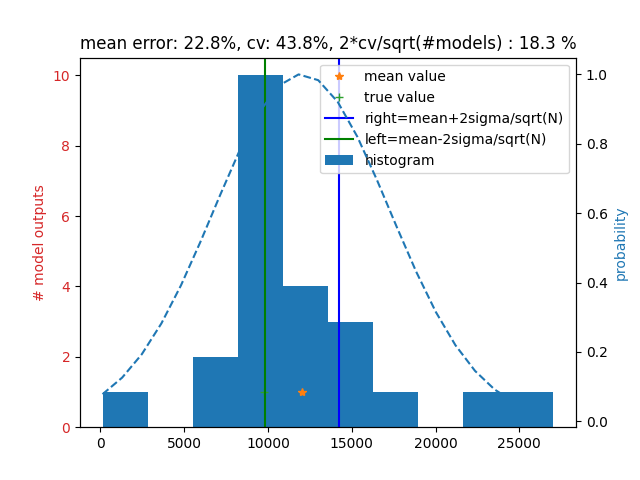 mean error: 22.8%, cv: 43.8%, 2*cv/sqrt(#models) : 18.3 %
mean value
true value
right=mean+2sigma/sqrt(N)
left=mean-2sigma/sqrt(N)
histogram
# model outputs
10
8
6
4
2
0
probability
1.0
0.8
0.6
0.4
0.2
0.0
0
5000
10000
15000
20000
25000